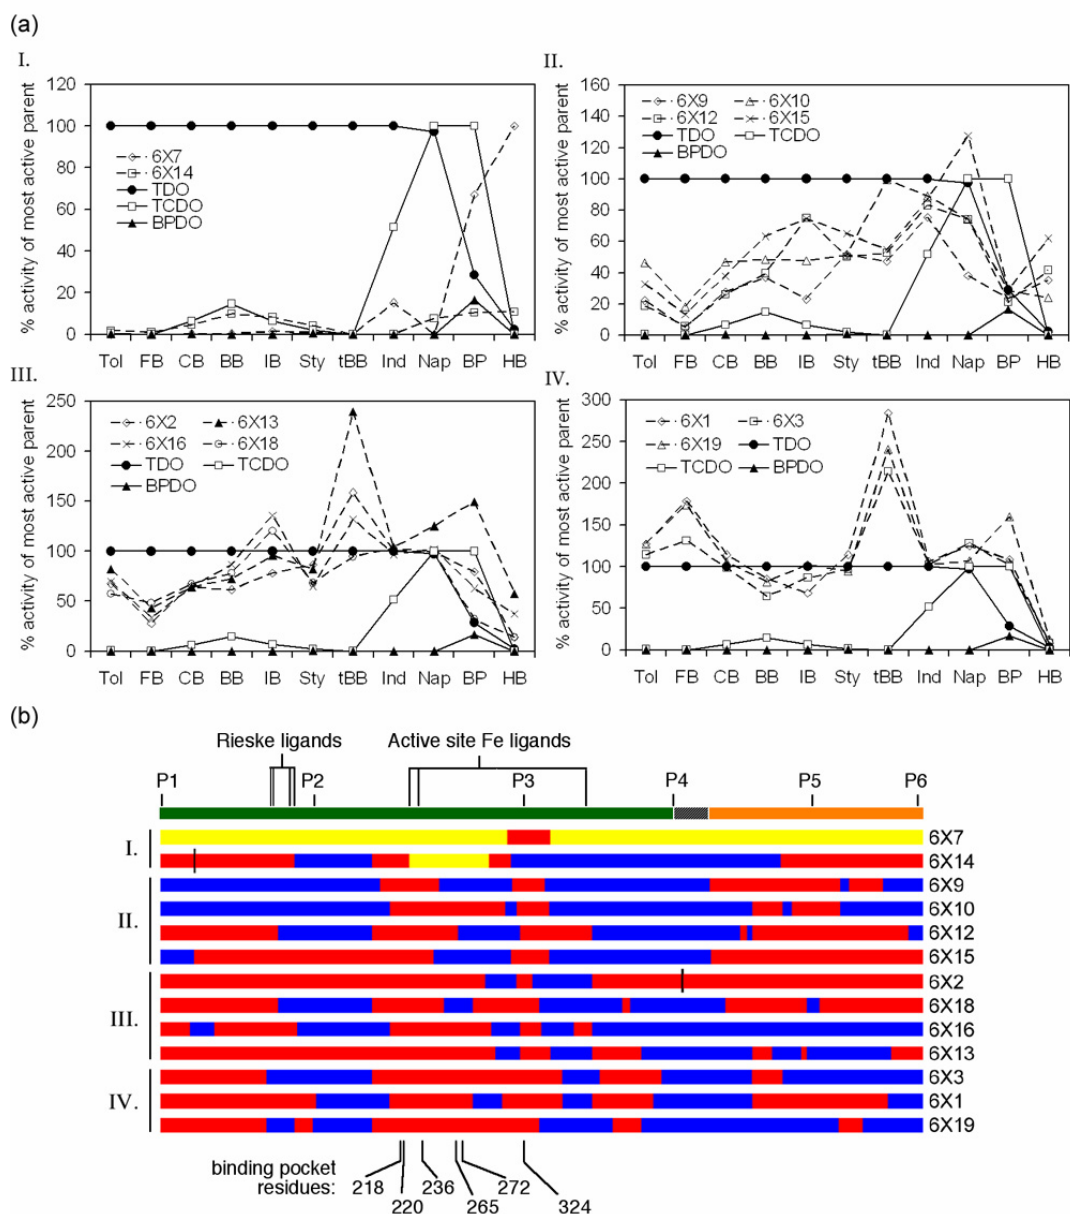 (a)
I.
% activity of most active parent
120
100
80
60
40
20
0
6X7
6X14
TDO
TCDO
BPDO
Tol FB CB BB IB Sty tBB Ind Nap BP HB
II.
% activity of most active parent
160
140
120
100
80
60
40
20
0
6X9 6X10
6X12 6X15
TDO TCDO
BPDO
Tol FB CB BB IB Sty tBB Ind Nap BP HB
III.
% activity of most active parent
250
200
150
100
50
0
6X2 6X13
6X16 6X18
TDO TCDO
BPDO
Tol FB CB BB IB Sty tBB Ind Nap BP HB
IV.
% activity of most active parent
300
250
200
150
100
50
0
6X1 6X3
6X19 TDO
TCDO BPDO
Tol FB CB BB IB Sty tBB Ind Nap BP HB
(b)
Rieske ligands Active site Fe ligands
P1 P2 P3 P4 P5 P6
I.
6X7
6X14
II.
6X9
6X10
6X12
6X15
III.
6X2
6X18
6X16
6X13
IV.
6X3
6X1
6X19
binding pocket
residues:
218 236 272
220 265 324